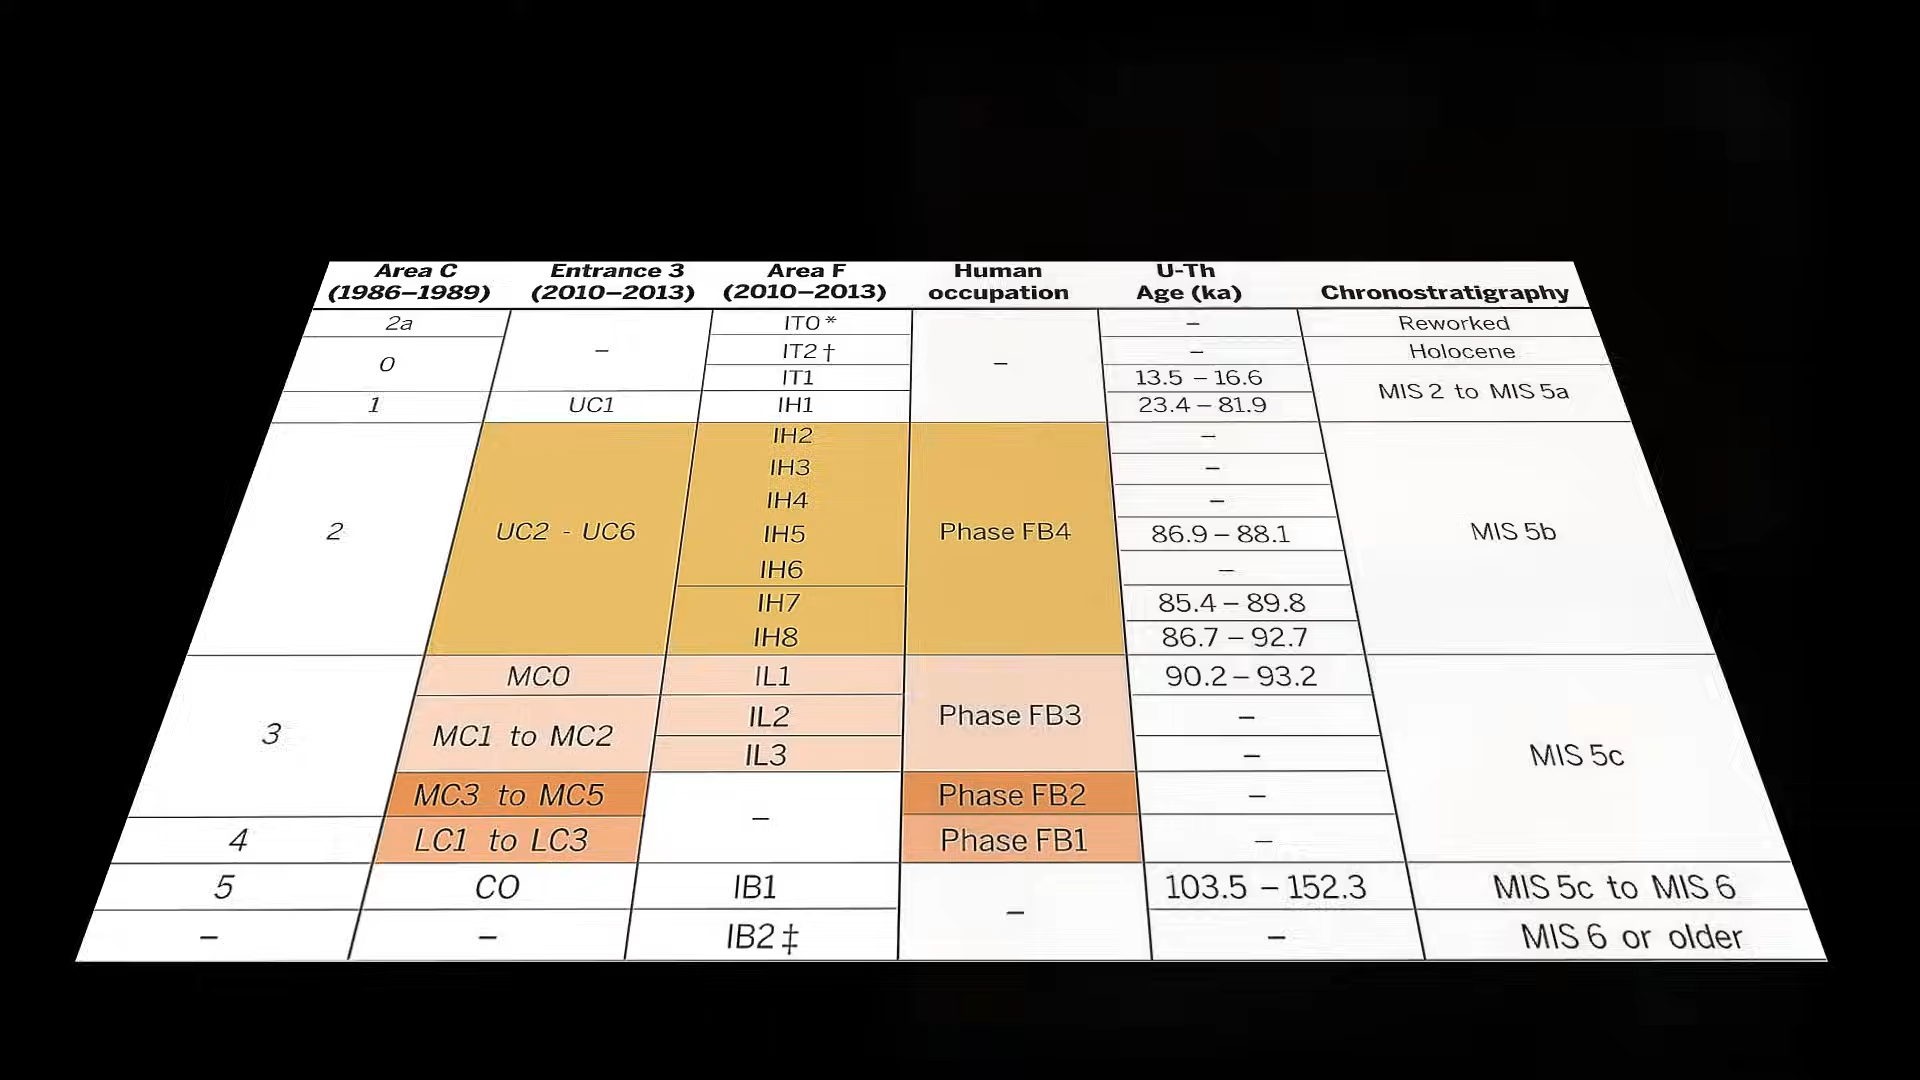 Area C Entrance 3 Area F Human U-Th
(1986–1989) (2010–2013) (2010–2013) occupation Age (ka) Chronostratigraphy
2a – IT0 * – – Reworked
0 IT2 † – Holocene
IT1 13.5 – 16.6 MIS 2 to MIS 5a
1 UC1 IH1 23.4 – 81.9
IH2 –
IH3 –
IH4 –
2 UC2 - UC6 IH5 Phase FB4 86.9 – 88.1 MIS 5b
IH6 –
IH7 85.4 – 89.8
IH8 86.7 – 92.7
MC0 IL1 90.2 – 93.2
3 MC1 to MC2 IL2 Phase FB3 –
IL3 – MIS 5c
MC3 to MC5 – Phase FB2 –
4 LC1 to LC3 Phase FB1 –
5 CO IB1 – 103.5 – 152.3 MIS 5c to MIS 6
– – IB2 ‡ – MIS 6 or older